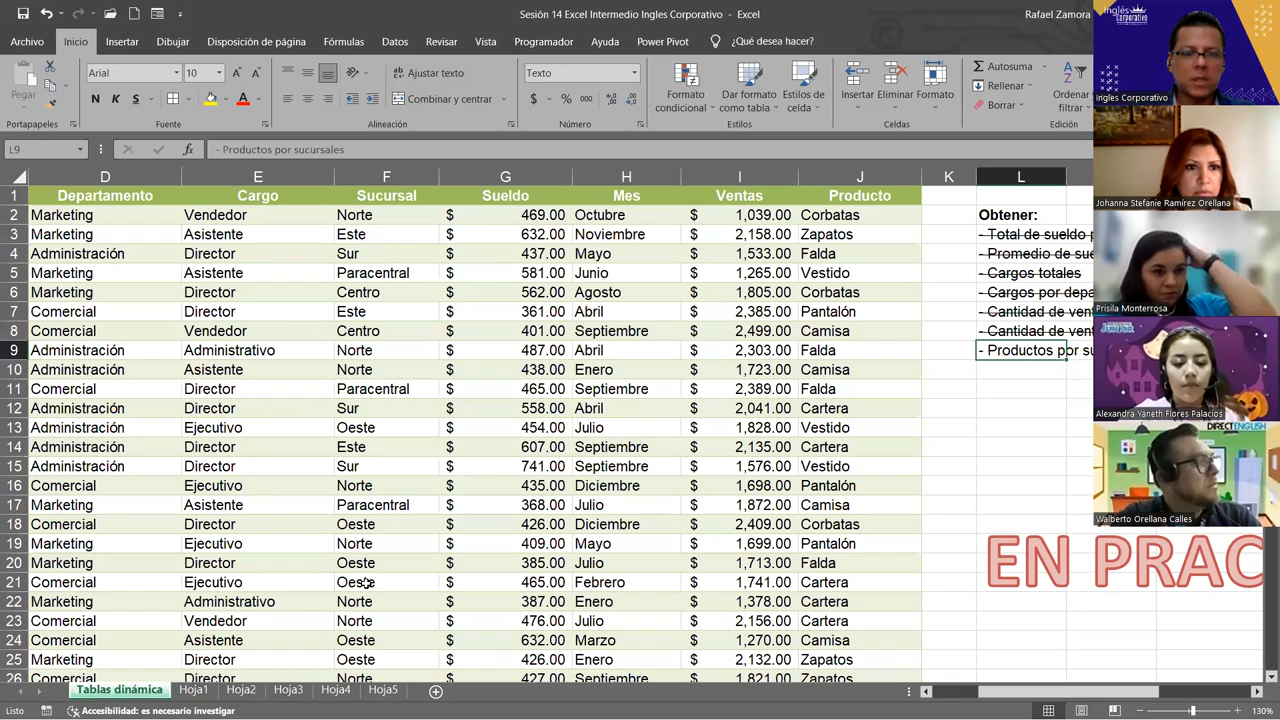 Sesión 14 Excel Intermedio Ingles Corporativo - Excel
Rafael Zamora
Archivo Inicio Insertar Dibujar Disposición de página Fórmulas Datos Revisar Vista Programador Ayuda Power Pivot ¿Qué desea hacer?
Pegar
Portapapeles
Arial 10
N K S
Fuente
Ajustar texto
Combinar y centrar
Alineación
Texto
$ % 000
Número
Formato condicional
Dar formato como tabla
Estilos de celda
Estilos
Insertar Eliminar Formato
Celdas
Autosuma
Rellenar
Borrar
Ordenar
filtrar
Edición
L9 fx - Productos por sucursales
D E F G H I J K L
1 Departamento Cargo Sucursal Sueldo Mes Ventas Producto
2 Marketing Vendedor Norte $ 469.00 Octubre $ 1,039.00 Corbatas Obtener:
3 Marketing Asistente Este $ 632.00 Noviembre $ 2,158.00 Zapatos - Total de sueldo
4 Administración Director Sur $ 437.00 Mayo $ 1,533.00 Falda - Promedio de
5 Marketing Asistente Paracentral $ 581.00 Junio $ 1,265.00 Vestido - Cargos totales
6 Marketing Director Centro $ 562.00 Agosto $ 1,805.00 Corbatas - Cargos por
7 Comercial Director Este $ 361.00 Abril $ 2,385.00 Pantalón - Cantidad de
8 Comercial Vendedor Centro $ 401.00 Septiembre $ 2,499.00 Camisa - Cantidad de
9 Administración Administrativo Norte $ 487.00 Abril $ 2,303.00 Falda - Productos por
10 Administración Asistente Norte $ 438.00 Enero $ 1,723.00 Camisa
11 Comercial Director Paracentral $ 465.00 Septiembre $ 2,389.00 Falda
12 Administración Director Sur $ 558.00 Abril $ 2,041.00 Cartera
13 Administración Ejecutivo Oeste $ 454.00 Julio $ 1,828.00 Vestido
14 Administración Director Este $ 607.00 Septiembre $ 2,135.00 Cartera
15 Administración Director Sur $ 741.00 Septiembre $ 1,576.00 Vestido
16 Comercial Ejecutivo Norte $ 435.00 Diciembre $ 1,698.00 Pantalón
17 Marketing Asistente Paracentral $ 368.00 Julio $ 1,872.00 Camisa
18 Comercial Director Oeste $ 426.00 Diciembre $ 2,409.00 Corbatas
19 Marketing Ejecutivo Norte $ 409.00 Mayo $ 1,699.00 Pantalón
20 Marketing Director Oeste $ 385.00 Julio $ 1,713.00 Falda
21 Comercial Ejecutivo Oeste $ 465.00 Febrero $ 1,741.00 Cartera
22 Marketing Administrativo Norte $ 387.00 Enero $ 1,378.00 Cartera
23 Comercial Vendedor Norte $ 476.00 Julio $ 2,156.00 Cartera
24 Comercial Asistente Oeste $ 632.00 Marzo $ 1,270.00 Camisa
25 Marketing Director Oeste $ 426.00 Enero $ 2,132.00 Zapatos
26 Comercial Director Norte $ 427.00 Septiembre $ 1,821.00 Zapatos
EN PRAC
Tablas dinámica Hoja1 Hoja2 Hoja3 Hoja4 Hoja5
Listo Accesibilidad: es necesario investigar 130%
Inglés
Corporativo
Ingles Corporativo
Johanna Stefanie Ramírez Orellana
Prisila Monterrosa
JUNIOR
Alexandra Yaneth Flores Palacios
DIRECTENGLISH
Walberto Orellana Calles